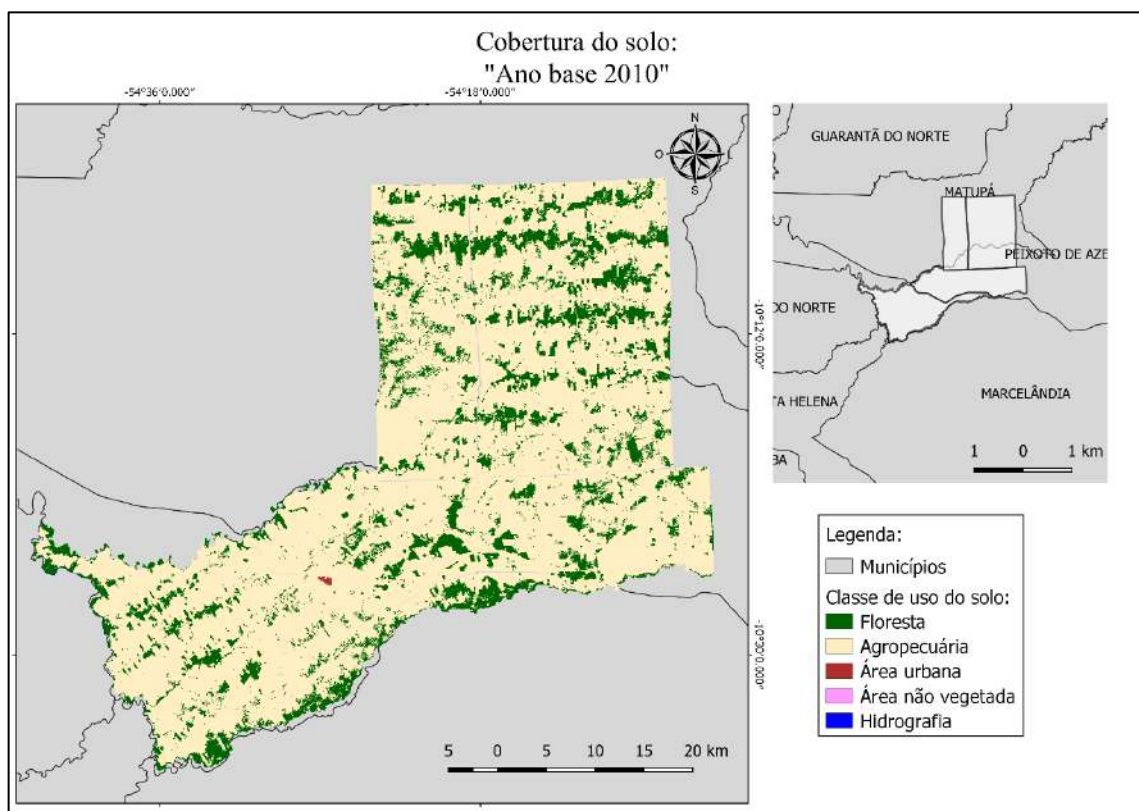 Cobertura do solo:
"Ano base 2010"
-54°36'0.000"
-54°18'0.000"
N
O
L
S
-10°12'0.000"
-10°30'0.000"
5 0 5 10 15 20 km
GUARANTÃ DO NORTE
MATUPÁ
PEIXOTO DE AZE
DO NORTE
TA HELENA
MARCELÂNDIA
BA
1 0 1 km
Legenda:
Municípios
Classe de uso do solo:
Floresta
Agropecuária
Área urbana
Área não vegetada
Hidrografia